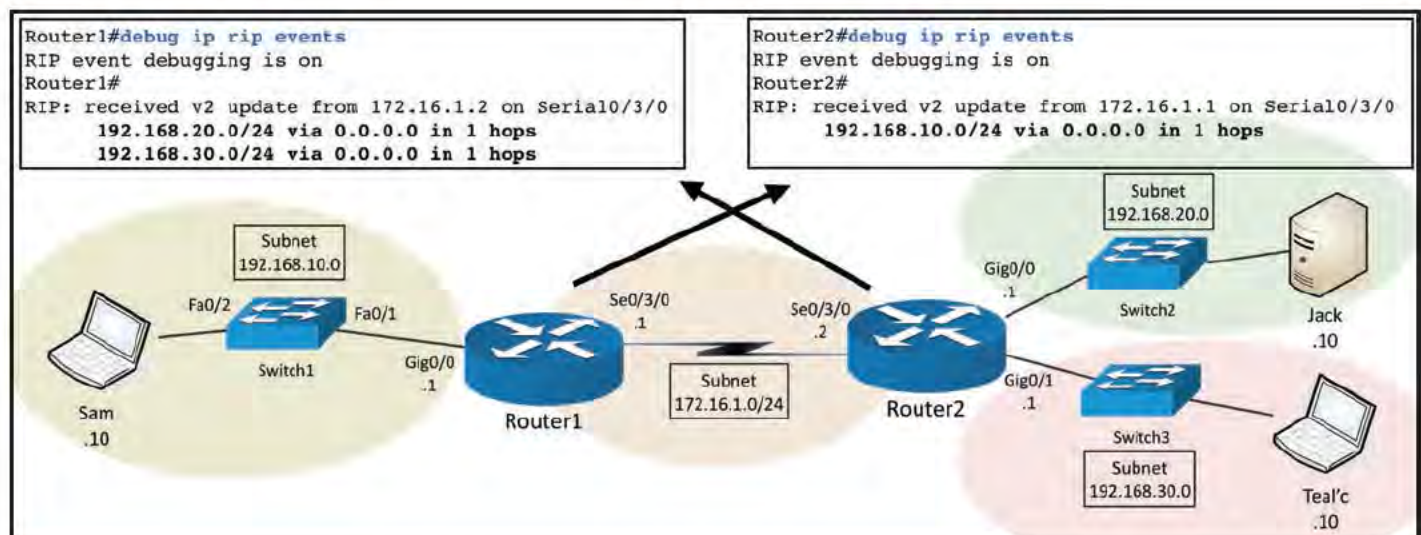 Router1#debug ip rip events
RIP event debugging is on
Router1#
RIP: received v2 update from 172.16.1.2 on Serial0/3/0
192.168.20.0/24 via 0.0.0.0 in 1 hops
192.168.30.0/24 via 0.0.0.0 in 1 hops
Router2#debug ip rip events
RIP event debugging is on
Router2#
RIP: received v2 update from 172.16.1.1 on Serial0/3/0
192.168.10.0/24 via 0.0.0.0 in 1 hops
Subnet
192.168.10.0
Fa0/2
Fa0/1
Switch1
Sam
.10
Gig0/0
.1
Router1
Se0/3/0
.1
Subnet
172.16.1.0/24
Se0/3/0
.2
Router2
Gig0/0
.1
Subnet
192.168.20.0
Switch2
Jack
.10
Gig0/1
.1
Switch3
Subnet
192.168.30.0
Teal'c
.10